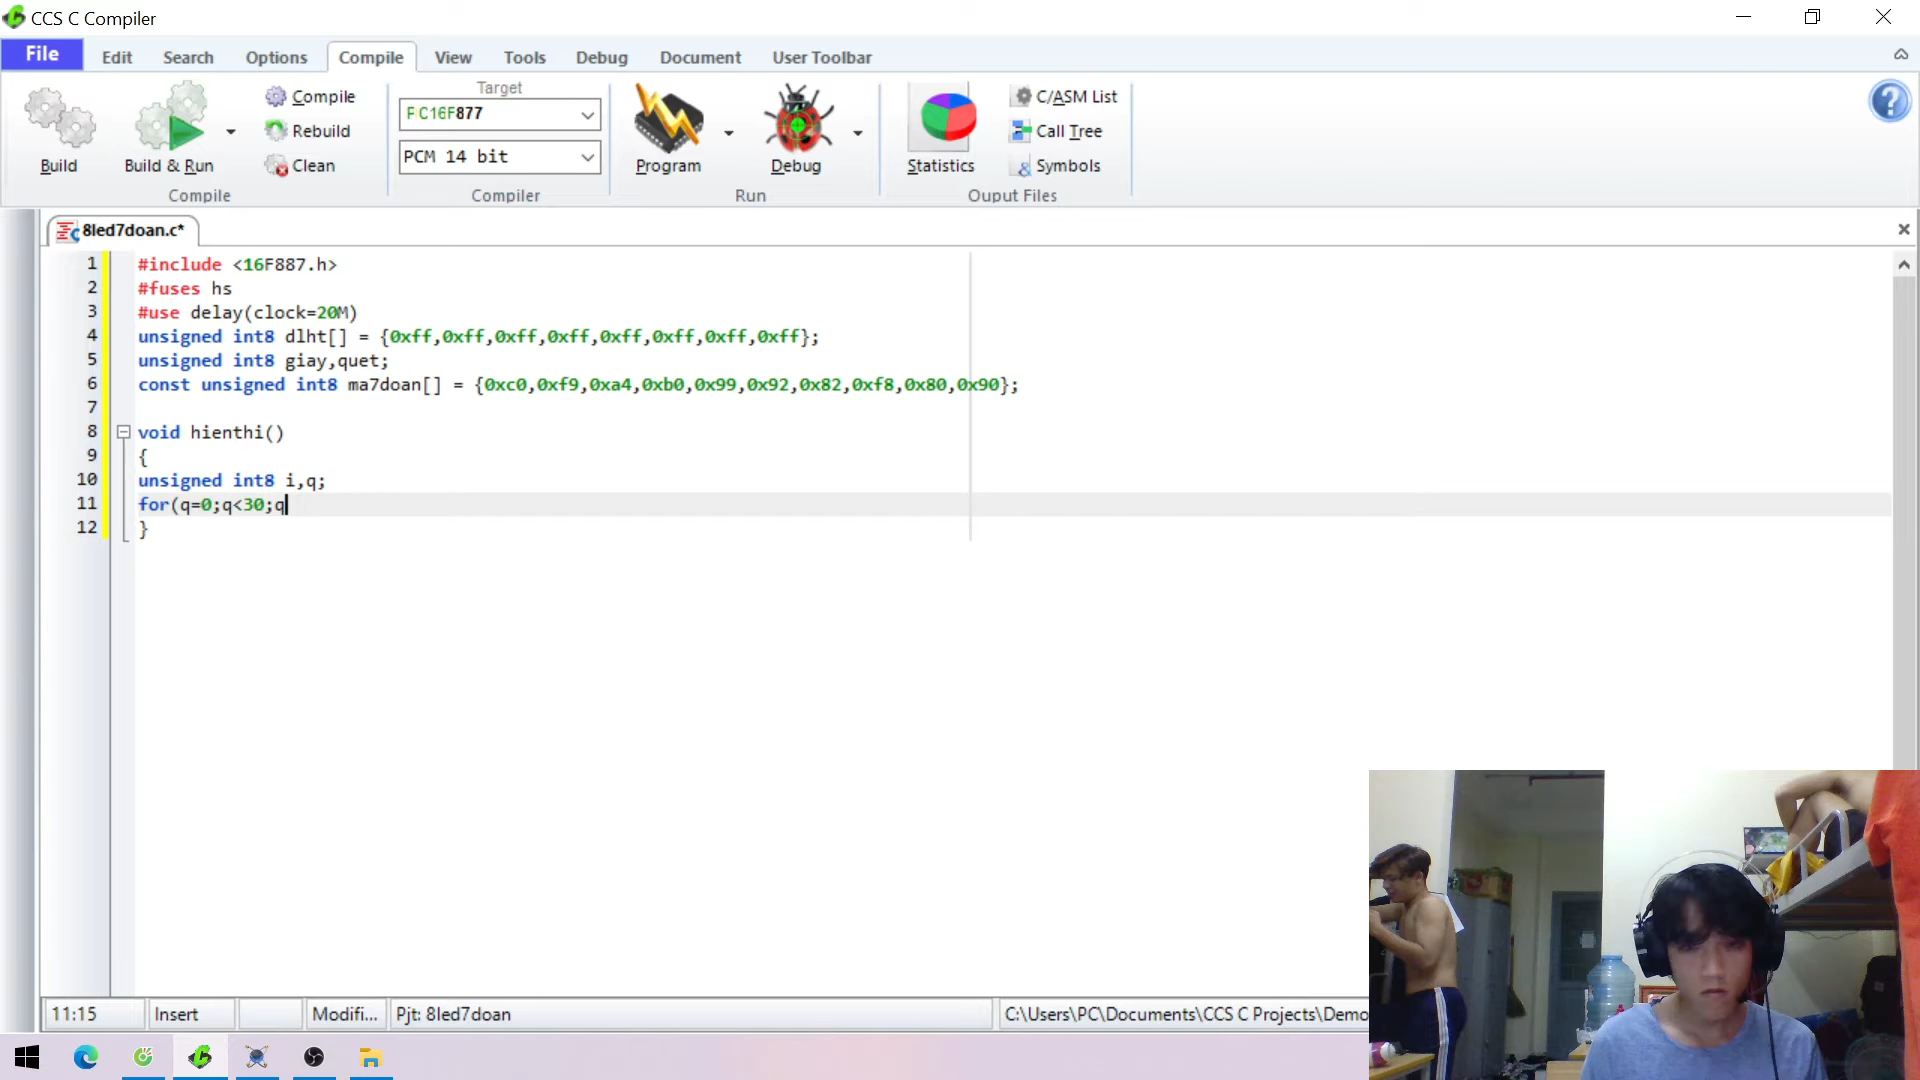 CCS C Compiler
File Edit Search Options Compile View Tools Debug Document User Toolbar
Build
Build & Run
Compile
Rebuild
Clean
Compile
Target
PIC16F877
PCM 14 bit
Compiler
Program
Debug
Run
Statistics
C/ASM List
Call Tree
Symbols
Ouput Files
8led7doan.c*
1 #include <16F887.h>
2 #fuses hs
3 #use delay(clock=20M)
4 unsigned int8 dlht[] = {0xff,0xff,0xff,0xff,0xff,0xff,0xff,0xff};
5 unsigned int8 giay,quet;
6 const unsigned int8 ma7doan[] = {0xc0,0xf9,0xa4,0xb0,0x99,0x92,0x82,0xf8,0x80,0x90};
7
8 void hienthi()
9 {
10 unsigned int8 i,q;
11 for(q=0;q<30;q
12 }
11:15 Insert Modifi... Pjt: 8led7doan C:\Users\PC\Documents\CCS C Projects\Demo